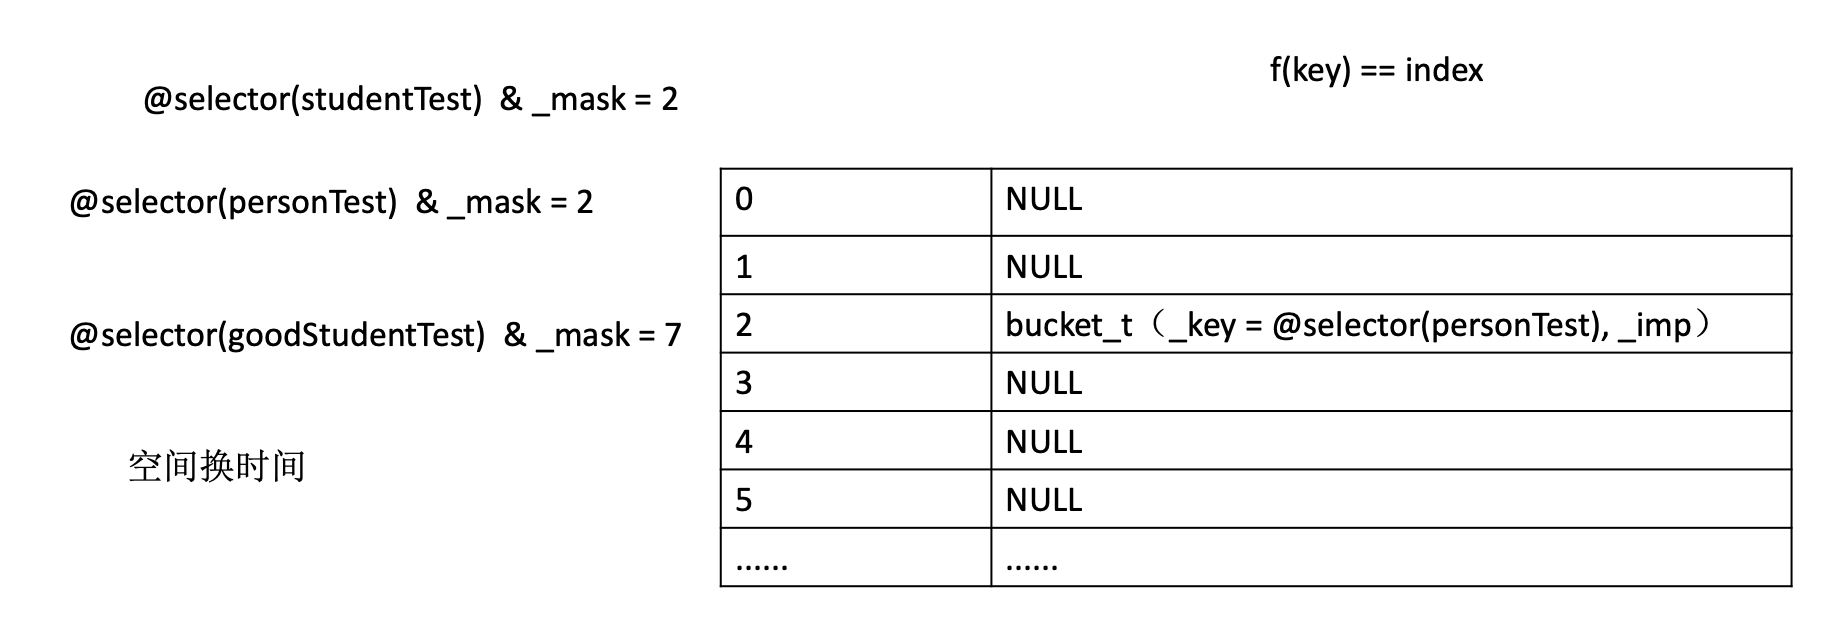 f(key) == index
@selector(studentTest)  & _mask = 2
@selector(personTest)  & _mask = 2
@selector(goodStudentTest)  & _mask = 7
空间换时间
0 NULL
1 NULL
2 bucket_t（_key = @selector(personTest), _imp）
3 NULL
4 NULL
5 NULL
...... ......